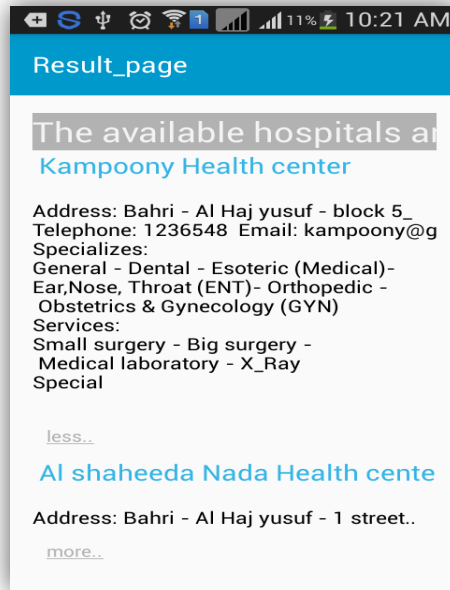 1 11% 10:21 AM
Result_page
The available hospitals ar
Kampoony Health center
Address: Bahri - Al Haj yusuf - block 5_
Telephone: 1236548 Email: kampoony@g
Specializes:
General - Dental - Esoteric (Medical)-
Ear,Nose, Throat (ENT)- Orthopedic -
Obstetrics & Gynecology (GYN)
Services:
Small surgery - Big surgery -
Medical laboratory - X_Ray
Special
less..
Al shaheeda Nada Health cente
Address: Bahri - Al Haj yusuf - 1 street..
more..